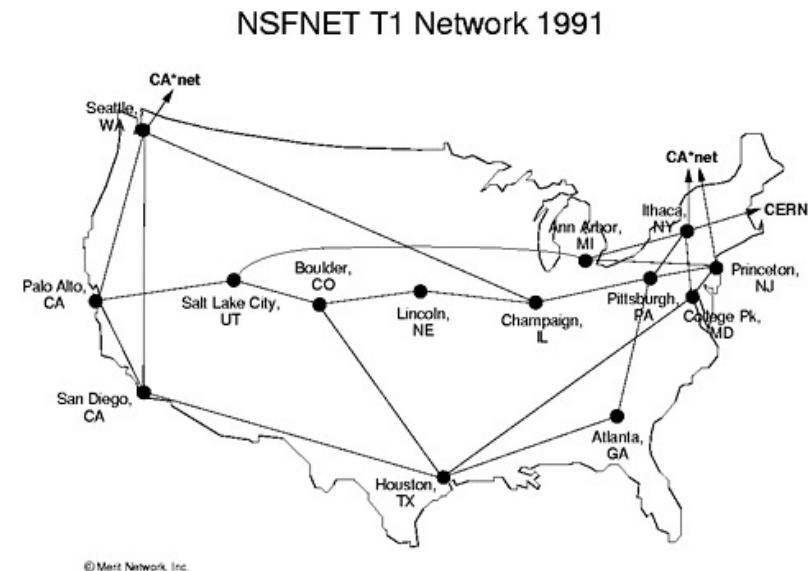 NSFNET T1 Network 1991
CA*net
Seattle,
WA
CA*net
Ithaca,
NY
CERN
Ann Arbor,
MI
Boulder,
CO
Princeton,
NJ
Palo Alto,
CA
Salt Lake City,
UT
Lincoln,
NE
Champaign,
IL
Pittsburgh,
PA
College Pk,
MD
San Diego,
CA
Atlanta,
GA
Houston,
TX
© Merit Network, Inc.